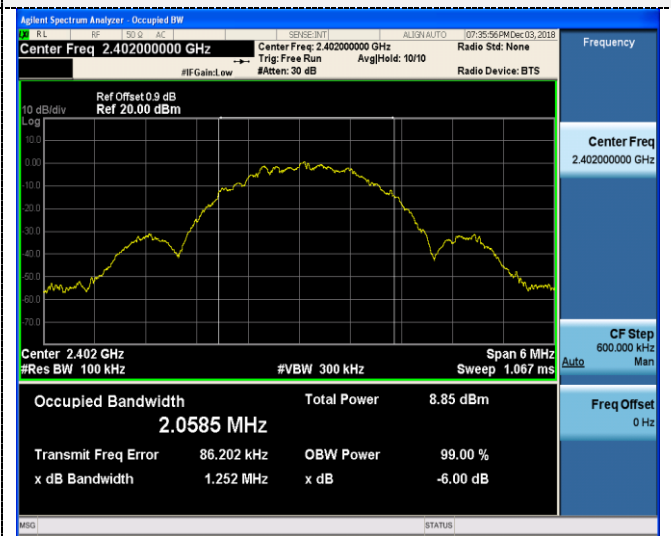 Agilent Spectrum Analyzer - Occupied BW
RL RF 50 Ω AC SENSE:INT ALIGN AUTO 07:35:56 PM Dec 03, 2018
Center Freq 2.402000000 GHz
Center Freq: 2.402000000 GHz Radio Std: None
Trig: Free Run Avg|Hold: 10/10
#IFGain:Low #Atten: 30 dB Radio Device: BTS
Frequency
Ref Offset 0.9 dB
10 dB/div Ref 20.00 dBm
Log
10.0
0.00
-10.0
-20.0
-30.0
-40.0
-50.0
-60.0
-70.0
Center Freq
2.402000000 GHz
Center 2.402 GHz Span 6 MHz
#Res BW 100 kHz #VBW 300 kHz Sweep 1.067 ms
CF Step
600.000 kHz
Auto Man
Occupied Bandwidth Total Power 8.85 dBm
2.0585 MHz
Transmit Freq Error 86.202 kHz OBW Power 99.00 %
x dB Bandwidth 1.252 MHz x dB -6.00 dB
Freq Offset
0 Hz
MSG STATUS